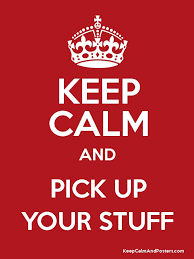 KEEP
CALM
AND
PICK UP
YOUR STUFF
KeepCalmAndPosters.com